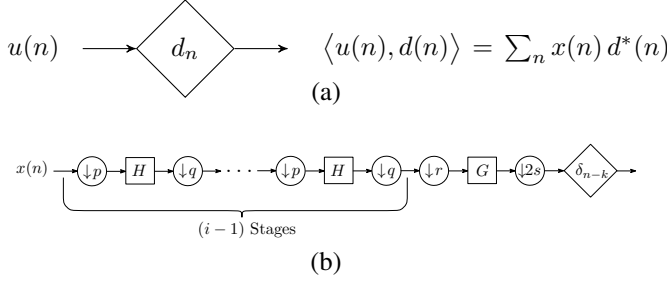 u(n) d_n ⟨u(n), d(n)⟩ = ∑_n x(n) d*(n)
(a)
x(n) ↓p H ↓q ··· ↓p H ↓q ↓r G ↓2s δ_{n−k}
(i − 1) Stages
(b)